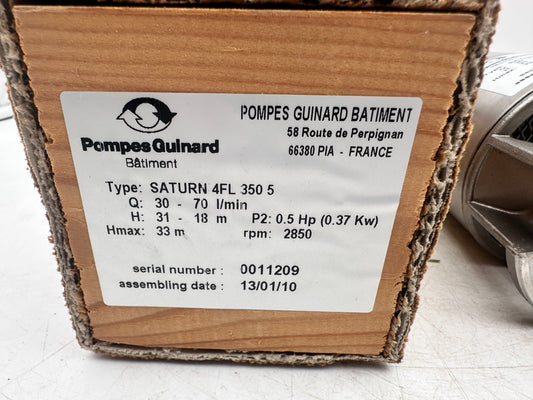 POMPES GUINARD BATIMENT
58 Route de Perpignan
66380 PIA - FRANCE
Pompes Guinard
Bâtiment
Type: SATURN 4FL 350 5
Q: 30 - 70 l/min
H: 31 - 18 m P2: 0.5 Hp (0.37 Kw)
Hmax: 33 m rpm: 2850
serial number : 0011209
assembling date : 13/01/10